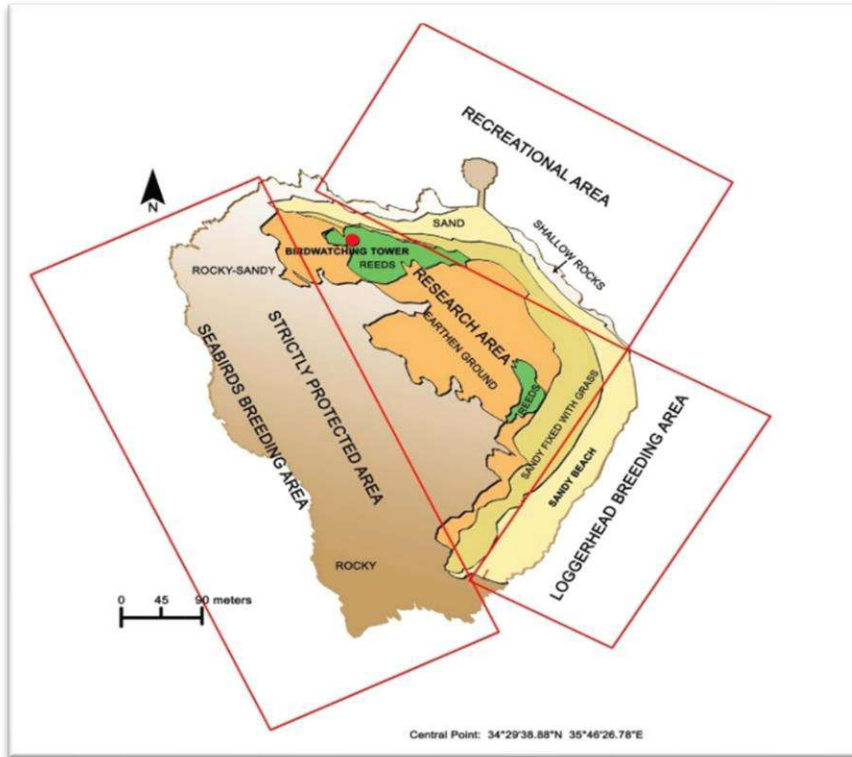 RECREATIONAL AREA
N
SAND
SHALLOW ROCKS
BIRDWATCHING TOWER
REEDS
ROCKY-SANDY
RESEARCH AREA
EARTHEN GROUND
STRICTLY PROTECTED AREA
SEABIRDS BREEDING AREA
REEDS
SANDY FIXED WITH GRASS
SANDY BEACH
LOGGERHEAD BREEDING AREA
ROCKY
0 45 90 meters
Central Point: 34°29'38.88"N 35°46'26.78"E